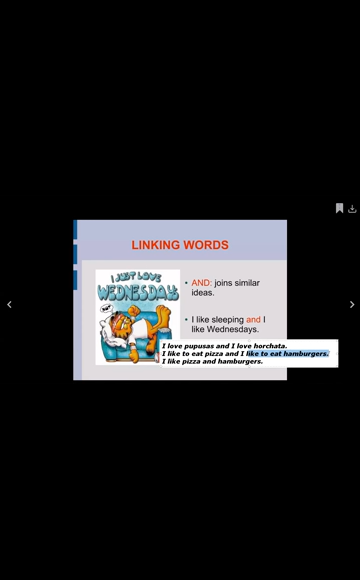 LINKING WORDS
I JUST LOVE
WEDNESDAYS
• AND: joins similar
ideas.
• I like sleeping and I
like Wednesdays.
I love pupusas and I love horchata.
I like to eat pizza and I like to eat hamburgers.
I like pizza and hamburgers.